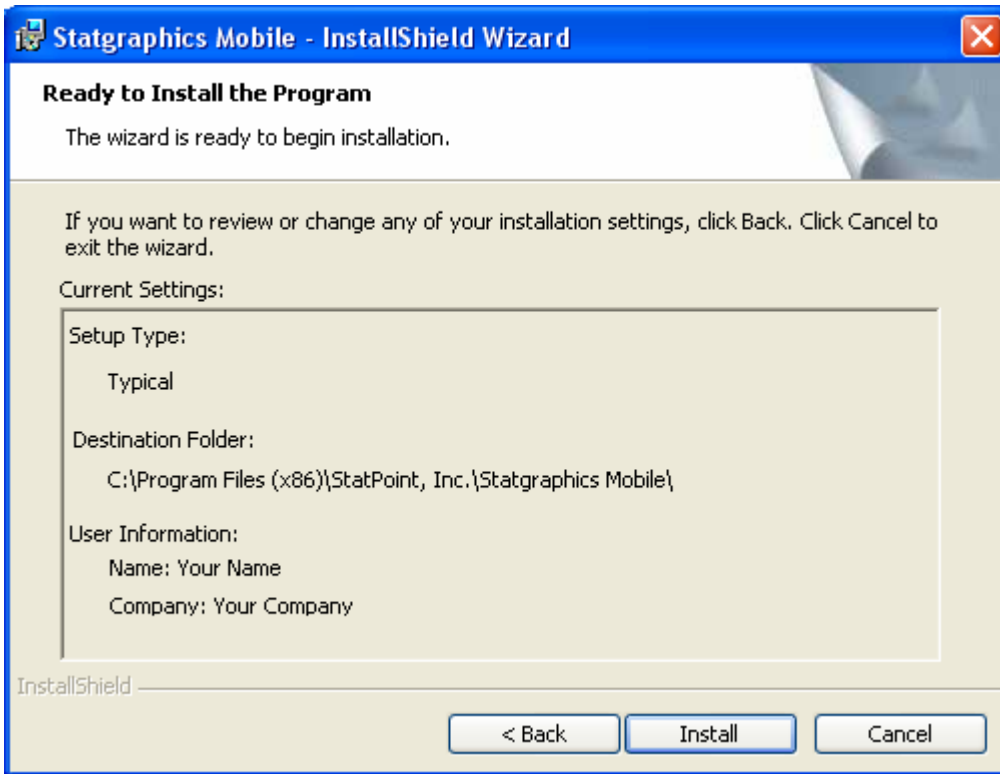 Statgraphics Mobile - InstallShield Wizard
Ready to Install the Program
The wizard is ready to begin installation.
If you want to review or change any of your installation settings, click Back. Click Cancel to
exit the wizard.
Current Settings:
Setup Type:
Typical
Destination Folder:
C:\Program Files (x86)\StatPoint, Inc.\Statgraphics Mobile\
User Information:
Name: Your Name
Company: Your Company
InstallShield
< Back
Install
Cancel